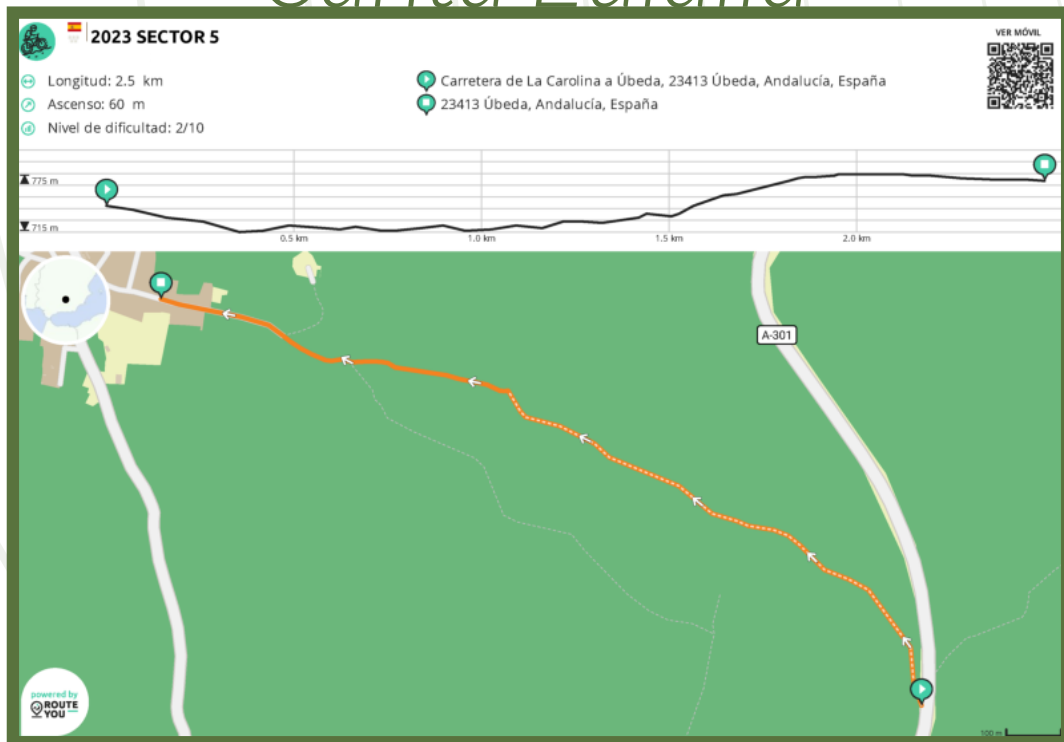 2023 SECTOR 5
VER MÓVIL
Longitud: 2.5 km
Ascenso: 60 m
Nivel de dificultad: 2/10
Carretera de La Carolina a Úbeda, 23413 Úbeda, Andalucía, España
23413 Úbeda, Andalucía, España
775 m
715 m
0.5 km
1.0 km
1.5 km
2.0 km
A-301
powered by
ROUTE
YOU
100 m